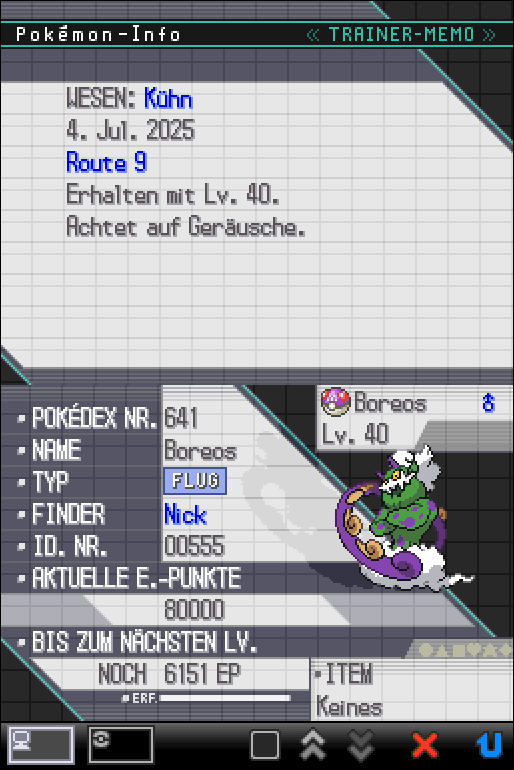 Pokémon-Info
TRAINER-MEMO
WESEN: Kühn
4. Jul. 2025
Route 9
Erhalten mit Lv. 40.
Achtet auf Geräusche.
Boreos ♂
Lv. 40
POKÉDEX NR. 641
NAME Boreos
TYP FLUG
FINDER Nick
ID. NR. 00555
AKTUELLE E.-PUNKTE
80000
BIS ZUM NÄCHSTEN LV.
NOCH 6151 EP
ERF.
ITEM
Keines